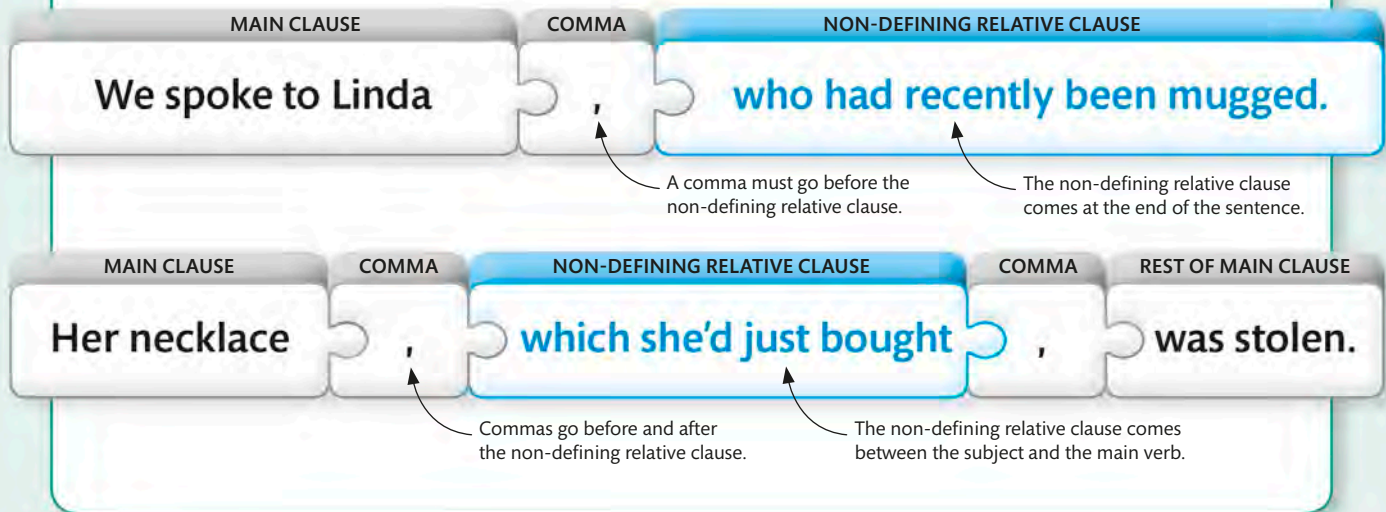 MAIN CLAUSE COMMA NON-DEFINING RELATIVE CLAUSE
We spoke to Linda , who had recently been mugged.
A comma must go before the
non-defining relative clause.
The non-defining relative clause
comes at the end of the sentence.
MAIN CLAUSE COMMA NON-DEFINING RELATIVE CLAUSE COMMA REST OF MAIN CLAUSE
Her necklace , which she'd just bought , was stolen.
Commas go before and after
the non-defining relative clause.
The non-defining relative clause comes
between the subject and the main verb.